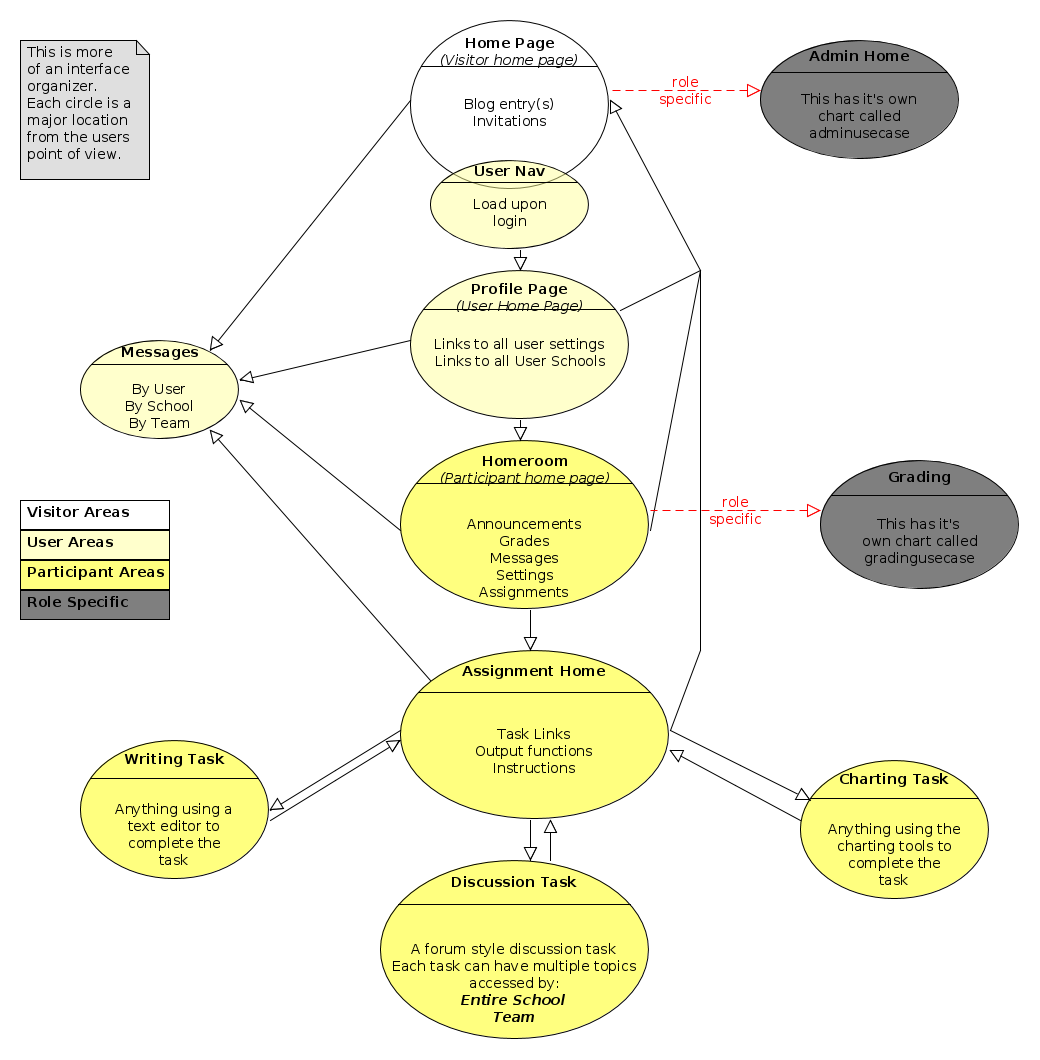 This is more
of an interface
organizer.
Each circle is a
major location
from the users
point of view.
Home Page
(Visitor home page)
Blog entry(s)
Invitations
role
specific
Admin Home
This has it's own
chart called
adminusecase
User Nav
Load upon
login
Profile Page
(User Home Page)
Links to all user settings
Links to all User Schools
Messages
By User
By School
By Team
Homeroom
(Participant home page)
Announcements
Grades
Messages
Settings
Assignments
role
specific
Grading
This has it's
own chart called
gradingusecase
Visitor Areas
User Areas
Participant Areas
Role Specific
Assignment Home
Task Links
Output functions
Instructions
Writing Task
Anything using a
text editor to
complete the
task
Charting Task
Anything using the
charting tools to
complete the
task
Discussion Task
A forum style discussion task
Each task can have multiple topics
accessed by:
Entire School
Team